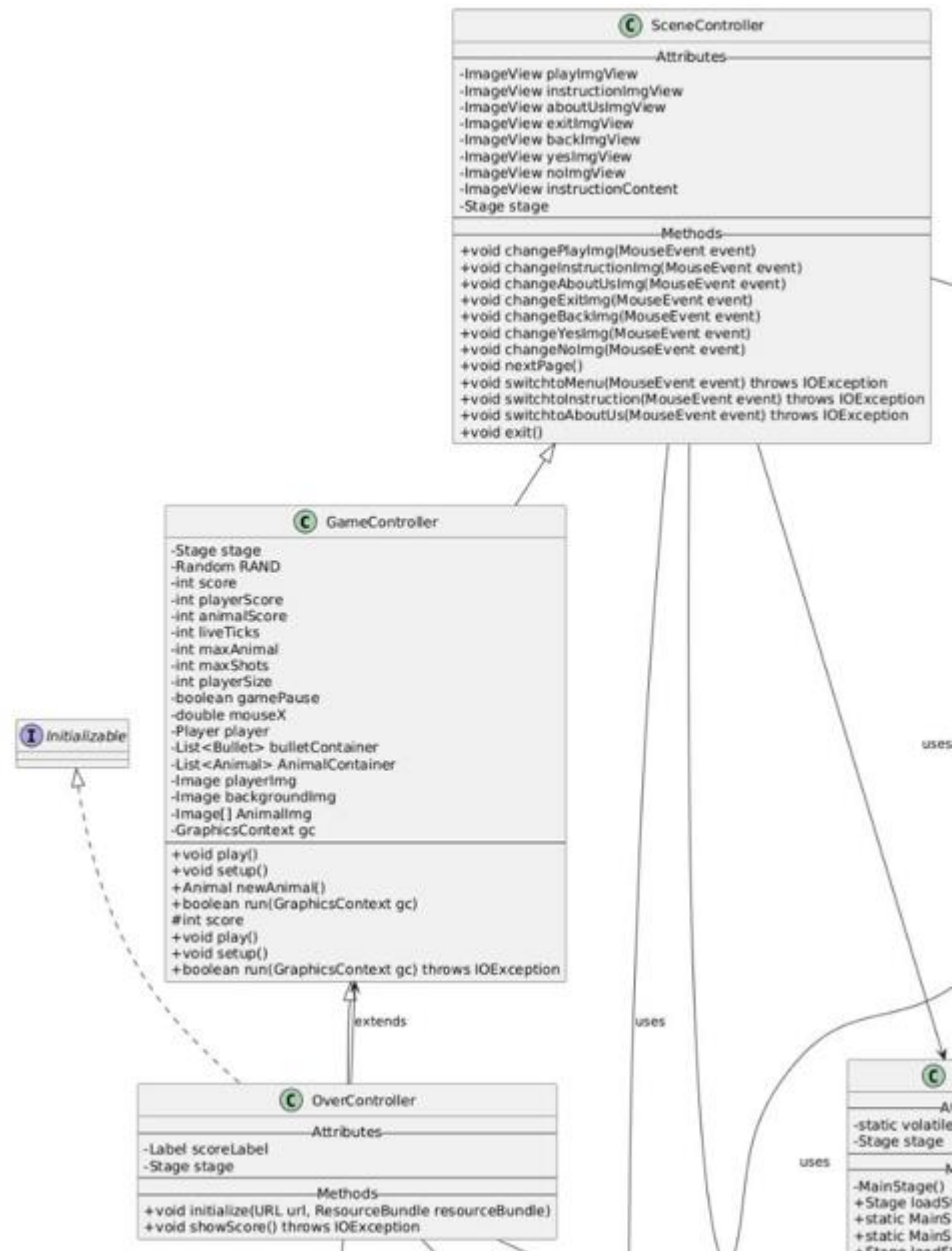 C SceneController
Attributes
-ImageView playImgView
-ImageView instructionImgView
-ImageView aboutUsImgView
-ImageView exitImgView
-ImageView backImgView
-ImageView yesImgView
-ImageView noImgView
-ImageView instructionContent
-Stage stage
Methods
+void changePlayImg(MouseEvent event)
+void changeInstructionImg(MouseEvent event)
+void changeAboutUsImg(MouseEvent event)
+void changeExitImg(MouseEvent event)
+void changeBackImg(MouseEvent event)
+void changeYesImg(MouseEvent event)
+void changeNoImg(MouseEvent event)
+void nextPage()
+void switchtoMenu(MouseEvent event) throws IOException
+void switchtoInstruction(MouseEvent event) throws IOException
+void switchtoAboutUs(MouseEvent event) throws IOException
+void exit()
C GameController
-Stage stage
-Random RAND
-int score
-int playerScore
-int animalScore
-int liveTicks
-int maxAnimal
-int maxShots
-int playerSize
-boolean gamePause
-double mouseX
-Player player
-List<Bullet> bulletContainer
-List<Animal> AnimalContainer
-Image playerImg
-Image backgroundImg
-Image[] AnimalImg
-GraphicsContext gc
+void play()
+void setup()
+Animal newAnimal()
+boolean run(GraphicsContext gc)
#int score
+void play()
+void setup()
+boolean run(GraphicsContext gc) throws IOException
I Initializable
uses
extends
uses
C OverController
Attributes
-Label scoreLabel
-Stage stage
Methods
+void initialize(URL url, ResourceBundle resourceBundle)
+void showScore() throws IOException
uses
C
-static volatile
-Stage stage
-MainStage()
+Stage loadSt
+static MainS
+static MainS